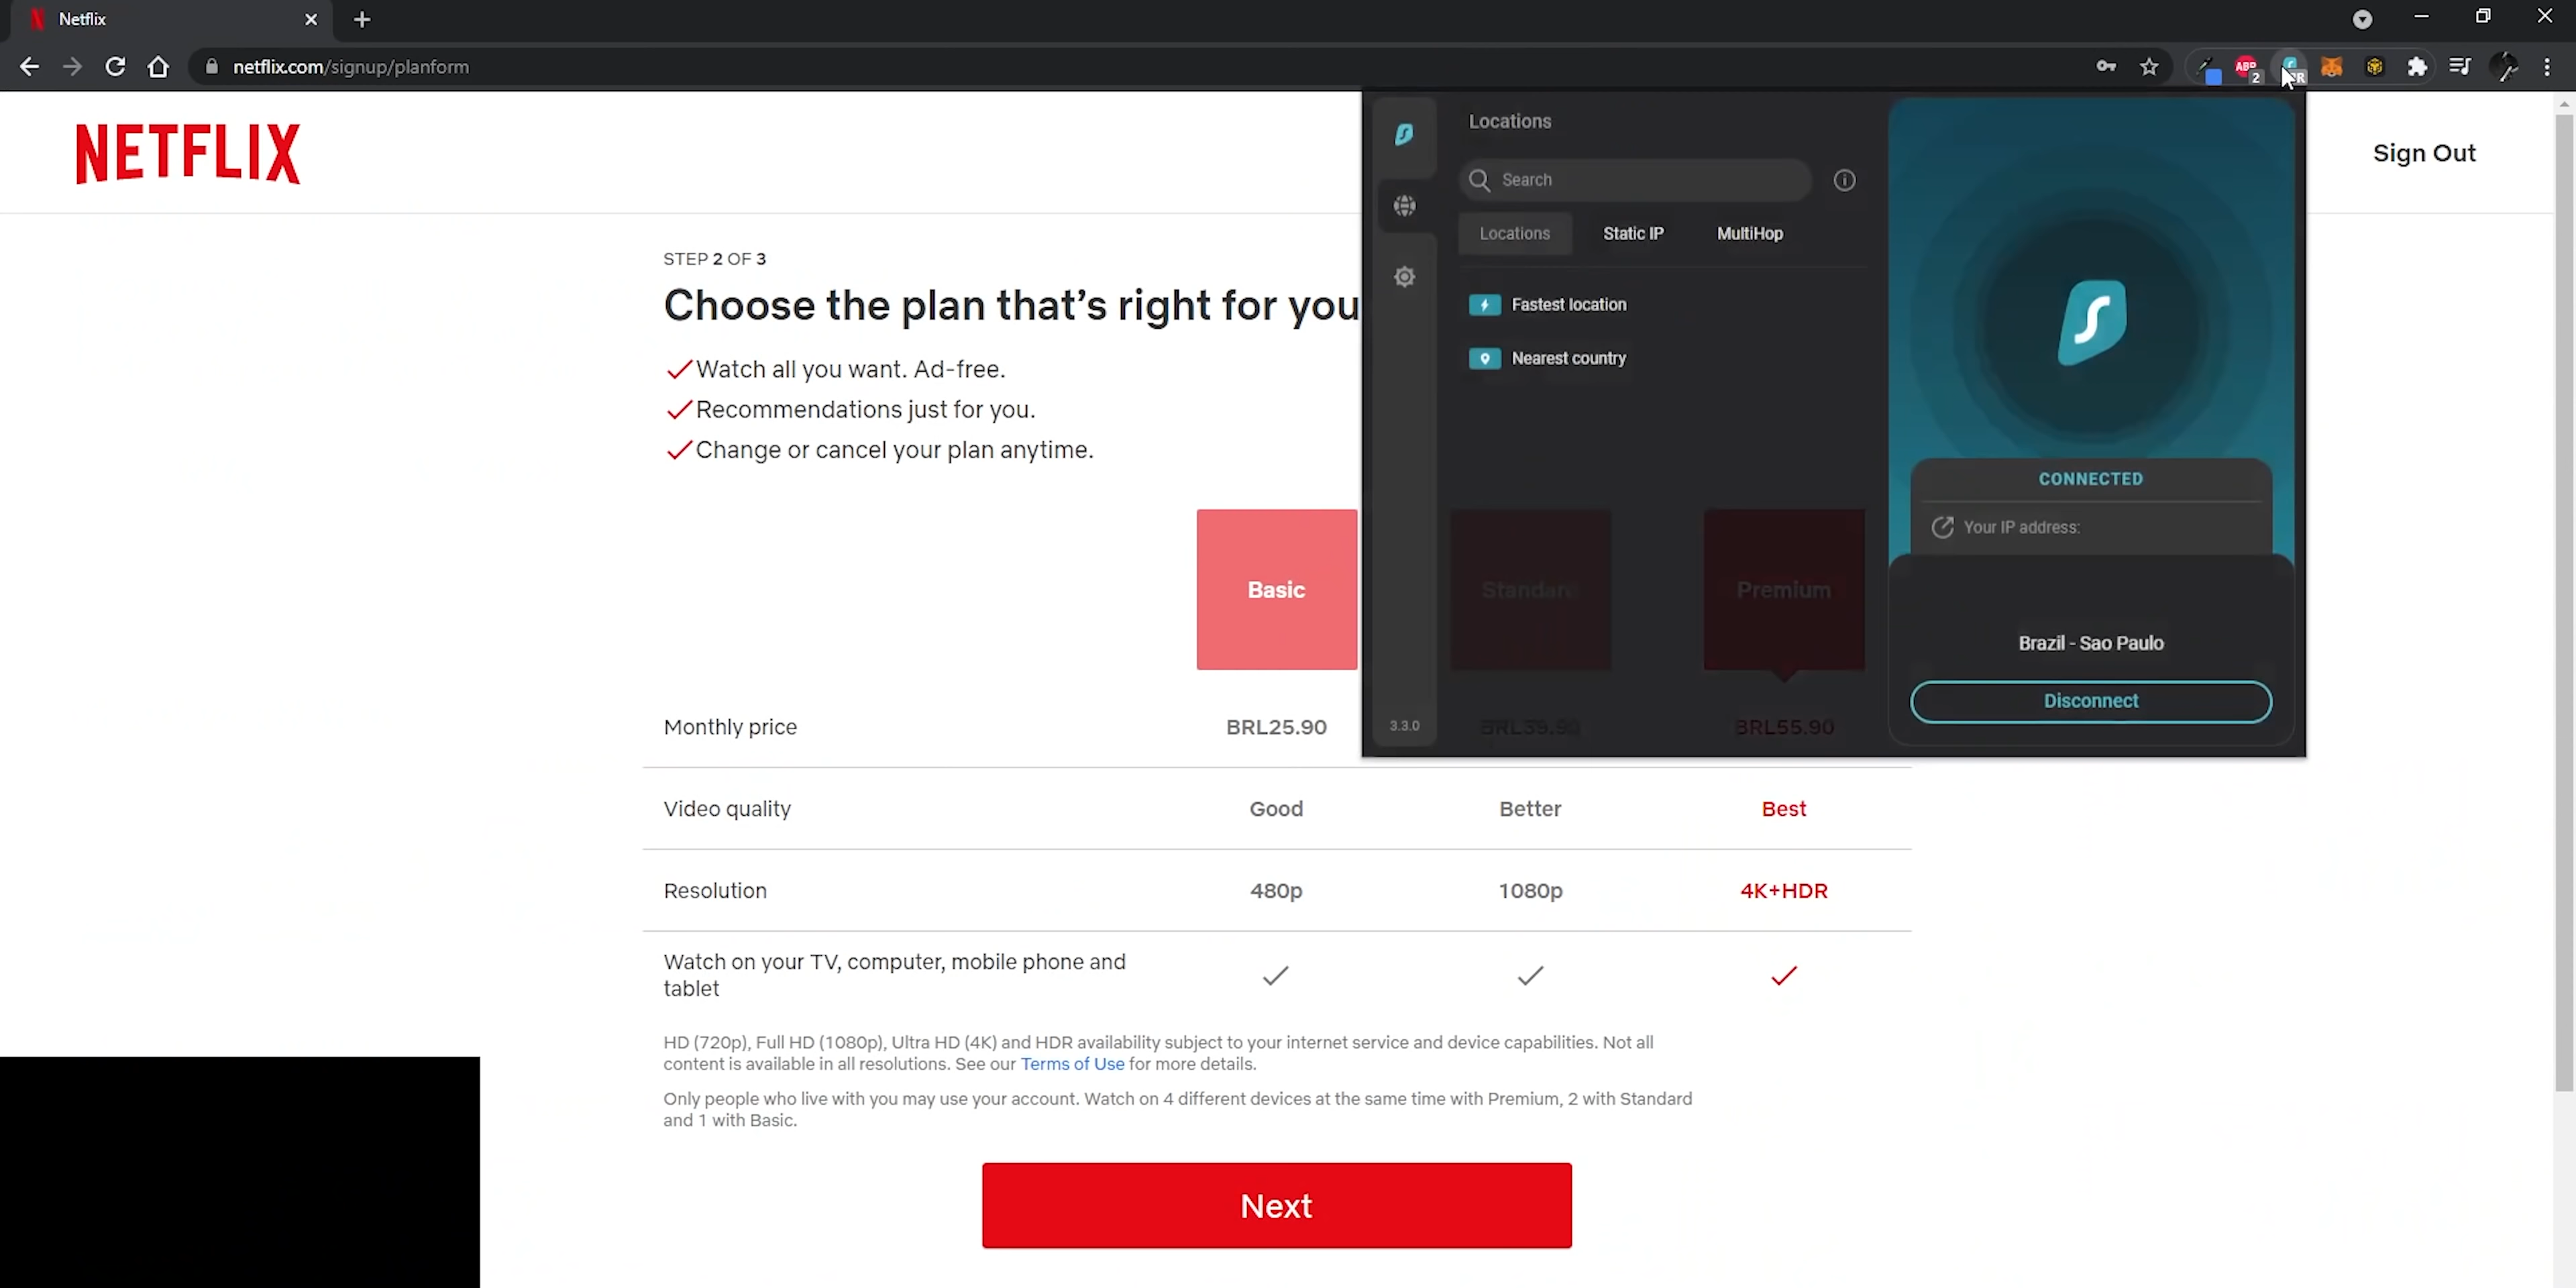 Netflix
netflix.com/signup/planform
ABP
2
BR
NETFLIX
Sign Out
STEP 2 OF 3
Choose the plan that's right for you
Watch all you want. Ad-free.
Recommendations just for you.
Change or cancel your plan anytime.
Locations
Search
Locations Static IP MultiHop
Fastest location
Nearest country
3.3.0
CONNECTED
Your IP address:
Brazil - Sao Paulo
Disconnect
Basic Standard Premium
Monthly price BRL25.90 BRL39.90 BRL55.90
Video quality Good Better Best
Resolution 480p 1080p 4K+HDR
Watch on your TV, computer, mobile phone and
tablet
HD (720p), Full HD (1080p), Ultra HD (4K) and HDR availability subject to your internet service and device capabilities. Not all
content is available in all resolutions. See our Terms of Use for more details.
Only people who live with you may use your account. Watch on 4 different devices at the same time with Premium, 2 with Standard
and 1 with Basic.
Next